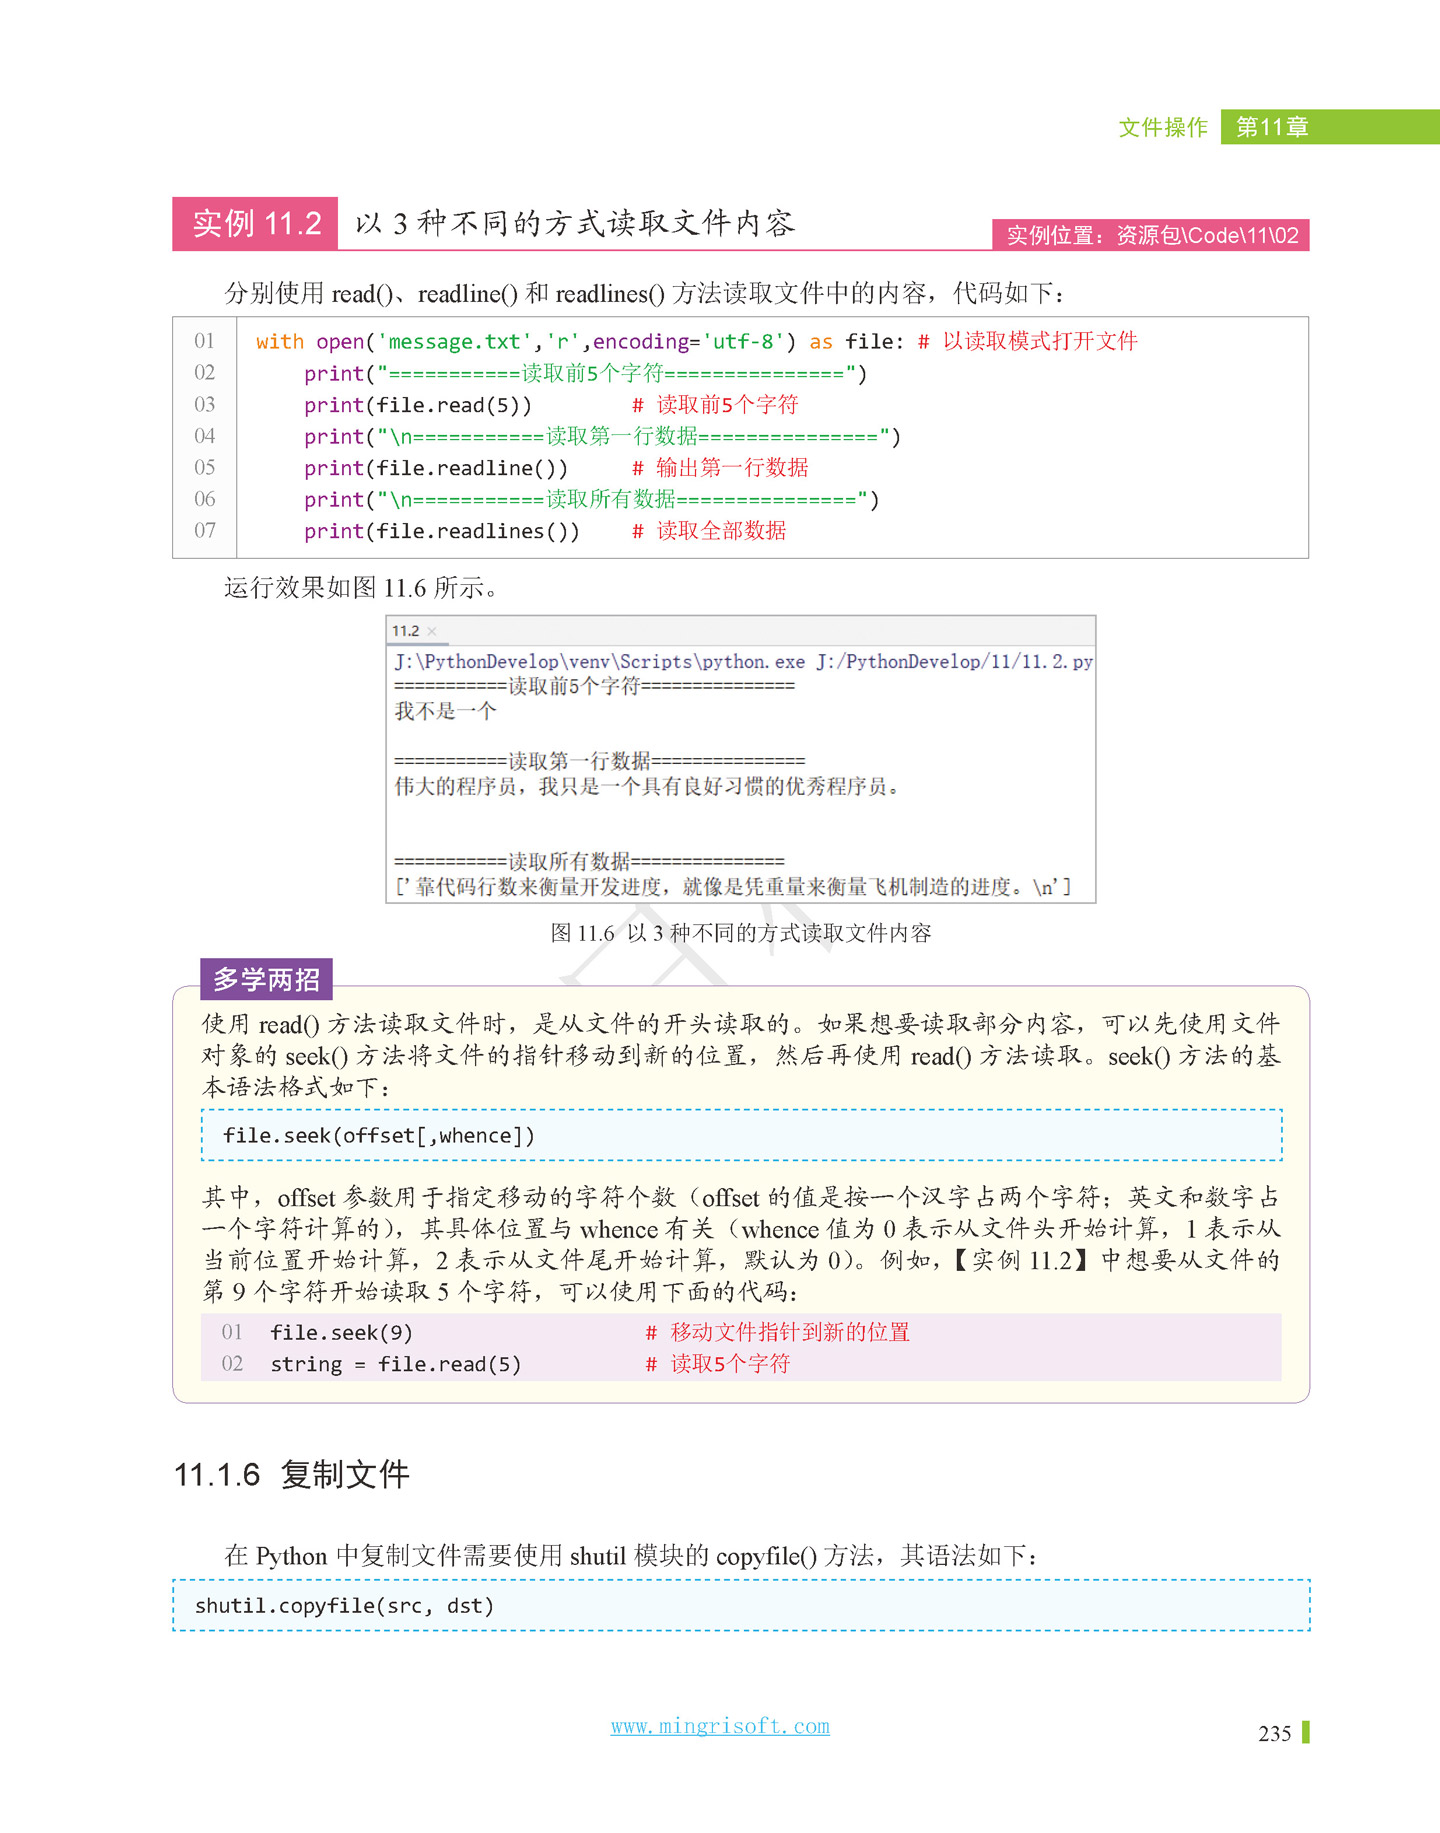 文件操作 第11章
实例 11.2 以 3 种不同的方式读取文件内容
实例位置：资源包\Code\11\02
分别使用 read()、readline() 和 readlines() 方法读取文件中的内容，代码如下：
01 with open('message.txt','r',encoding='utf-8') as file: # 以读取模式打开文件
02     print("===========读取前5个字符===============")
03     print(file.read(5))        # 读取前5个字符
04     print("\n===========读取第一行数据===============")
05     print(file.readline())     # 输出第一行数据
06     print("\n===========读取所有数据===============")
07     print(file.readlines())    # 读取全部数据
运行效果如图 11.6 所示。
11.2 ×
J:\PythonDevelop\venv\Scripts\python.exe J:/PythonDevelop/11/11.2.py
===========读取前5个字符===============
我不是一个
===========读取第一行数据===============
伟大的程序员，我只是一个具有良好习惯的优秀程序员。
===========读取所有数据===============
['靠代码行数来衡量开发进度，就像是凭重量来衡量飞机制造的进度。\n']
图 11.6 以 3 种不同的方式读取文件内容
多学两招
使用 read() 方法读取文件时，是从文件的开头读取的。如果想要读取部分内容，可以先使用文件
对象的 seek() 方法将文件的指针移动到新的位置，然后再使用 read() 方法读取。seek() 方法的基
本语法格式如下：
file.seek(offset[,whence])
其中，offset 参数用于指定移动的字符个数（offset 的值是按一个汉字占两个字符；英文和数字占
一个字符计算的），其具体位置与 whence 有关（whence 值为 0 表示从文件头开始计算，1 表示从
当前位置开始计算，2 表示从文件尾开始计算，默认为 0）。例如，【实例 11.2】中想要从文件的
第 9 个字符开始读取 5 个字符，可以使用下面的代码：
01 file.seek(9)              # 移动文件指针到新的位置
02 string = file.read(5)     # 读取5个字符
11.1.6 复制文件
在 Python 中复制文件需要使用 shutil 模块的 copyfile() 方法，其语法如下：
shutil.copyfile(src, dst)
www.mingrisoft.com
235